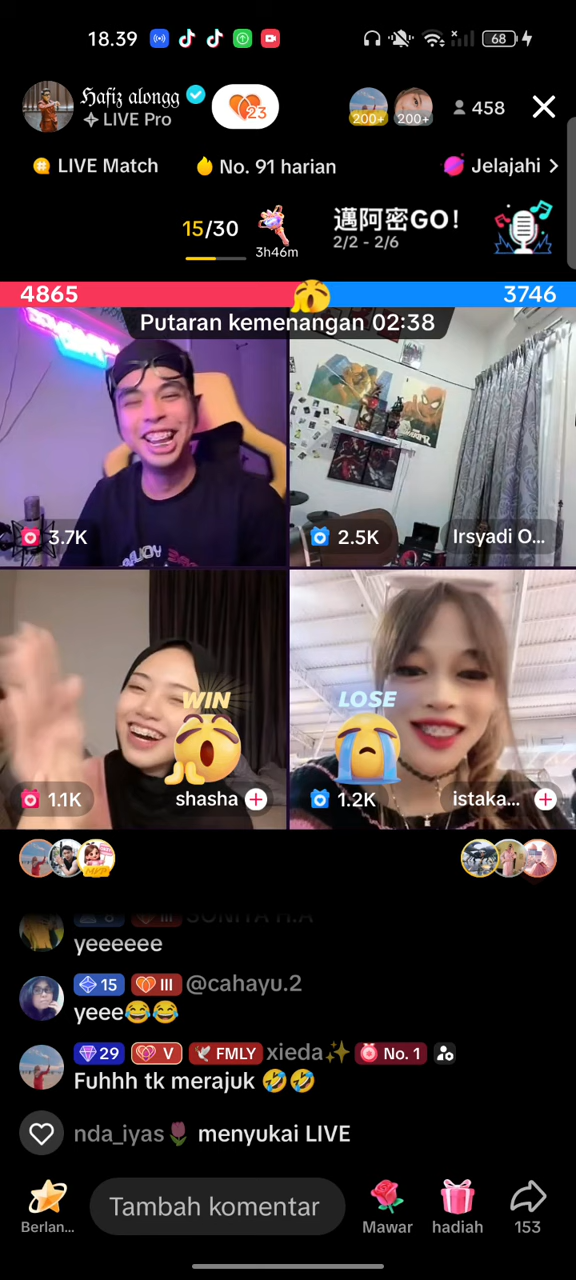 18.39
68
Hafiz alongg
LIVE Pro
23
200+
200+
458
LIVE Match
No. 91 harian
Jelajahi
15/30
3h46m
邁阿密GO!
2/2 - 2/6
4865
3746
Putaran kemenangan 02:38
3.7K
2.5K
Irsyadi O...
WIN
LOSE
1.1K
shasha
1.2K
istaka...
yeeeeee
15 III @cahayu.2
yeee😂😂
29 V FMLY xieda✨ No. 1
Fuhhh tk merajuk 🤣🤣
nda_iyas🌷 menyukai LIVE
Berlan...
Tambah komentar
Mawar
hadiah
153